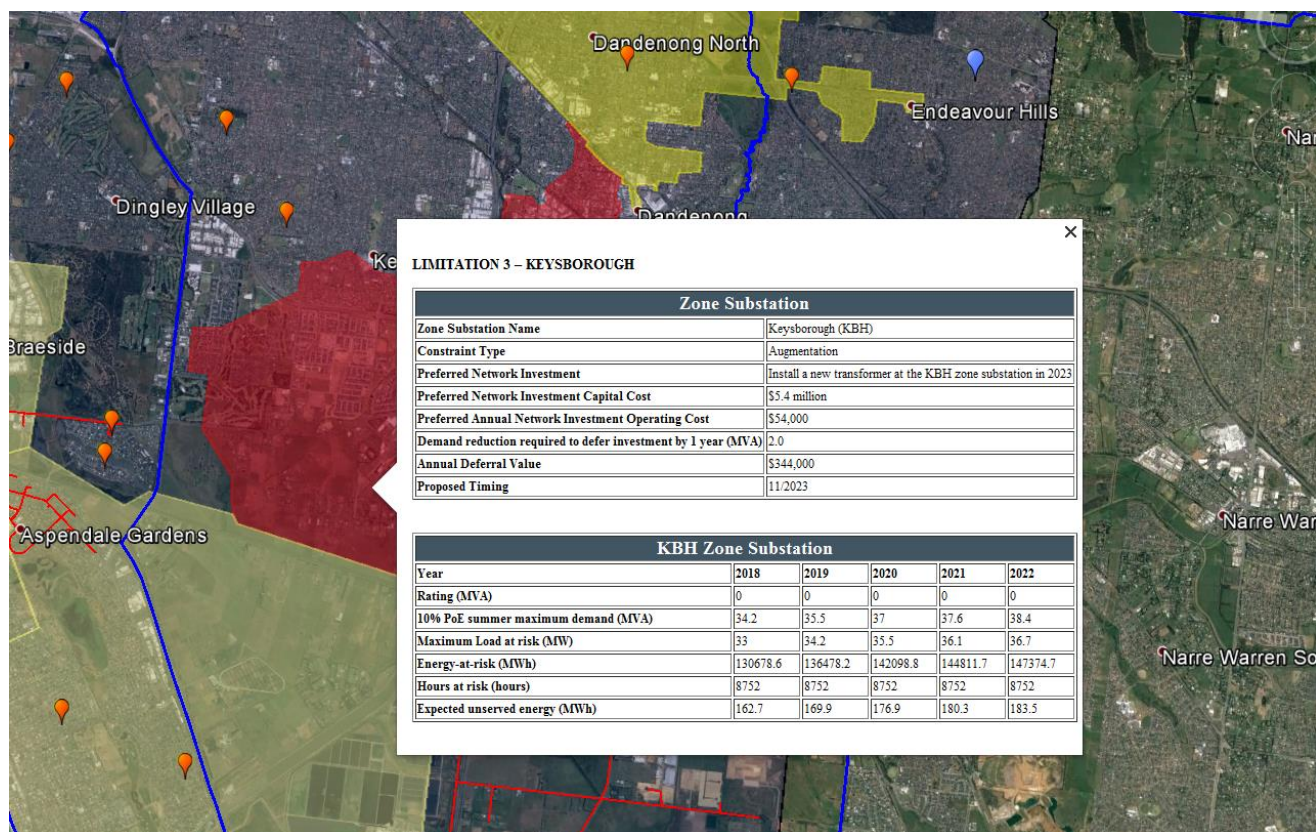 Dandenong North
Endeavour Hills
Na
Dingley Village
Dandenong
Ke
Braeside
Aspendale Gardens
Narre War
Narre Warren So
×
LIMITATION 3 – KEYSBOROUGH
Zone Substation
Zone Substation Name Keysborough (KBH)
Constraint Type Augmentation
Preferred Network Investment Install a new transformer at the KBH zone substation in 2023
Preferred Network Investment Capital Cost $5.4 million
Preferred Annual Network Investment Operating Cost $54,000
Demand reduction required to defer investment by 1 year (MVA) 2.0
Annual Deferral Value $344,000
Proposed Timing 11/2023
KBH Zone Substation
Year 2018 2019 2020 2021 2022
Rating (MVA) 0 0 0 0 0
10% PoE summer maximum demand (MVA) 34.2 35.5 37 37.6 38.4
Maximum Load at risk (MW) 33 34.2 35.5 36.1 36.7
Energy-at-risk (MWh) 130678.6 136478.2 142098.8 144811.7 147374.7
Hours at risk (hours) 8752 8752 8752 8752 8752
Expected unserved energy (MWh) 162.7 169.9 176.9 180.3 183.5